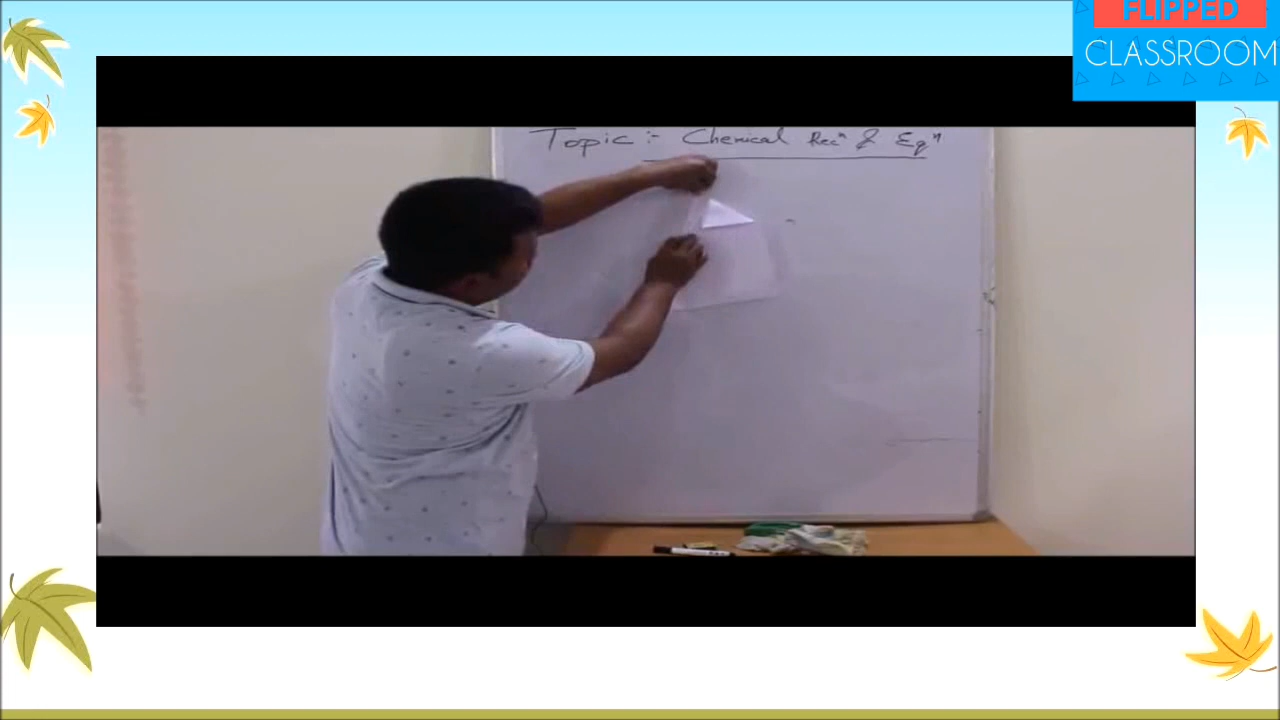 FLIPPED
CLASSROOM
Topic :- Chemical Recⁿ & Eqⁿ